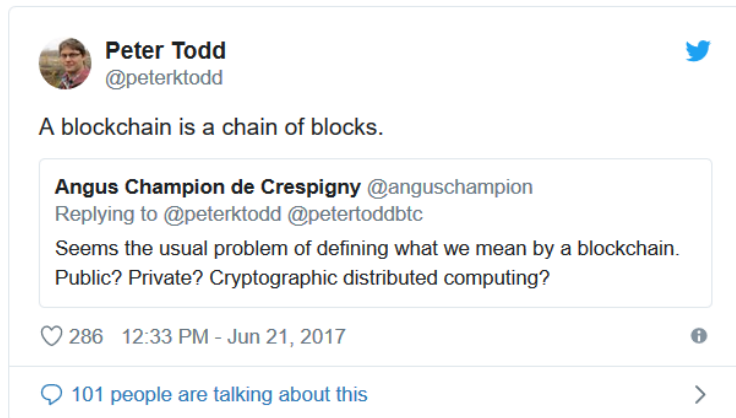 Peter Todd
@peterktodd
A blockchain is a chain of blocks.
Angus Champion de Crespigny @anguschampion
Replying to @peterktodd @petertoddbtc
Seems the usual problem of defining what we mean by a blockchain.
Public? Private? Cryptographic distributed computing?
286 12:33 PM - Jun 21, 2017
101 people are talking about this